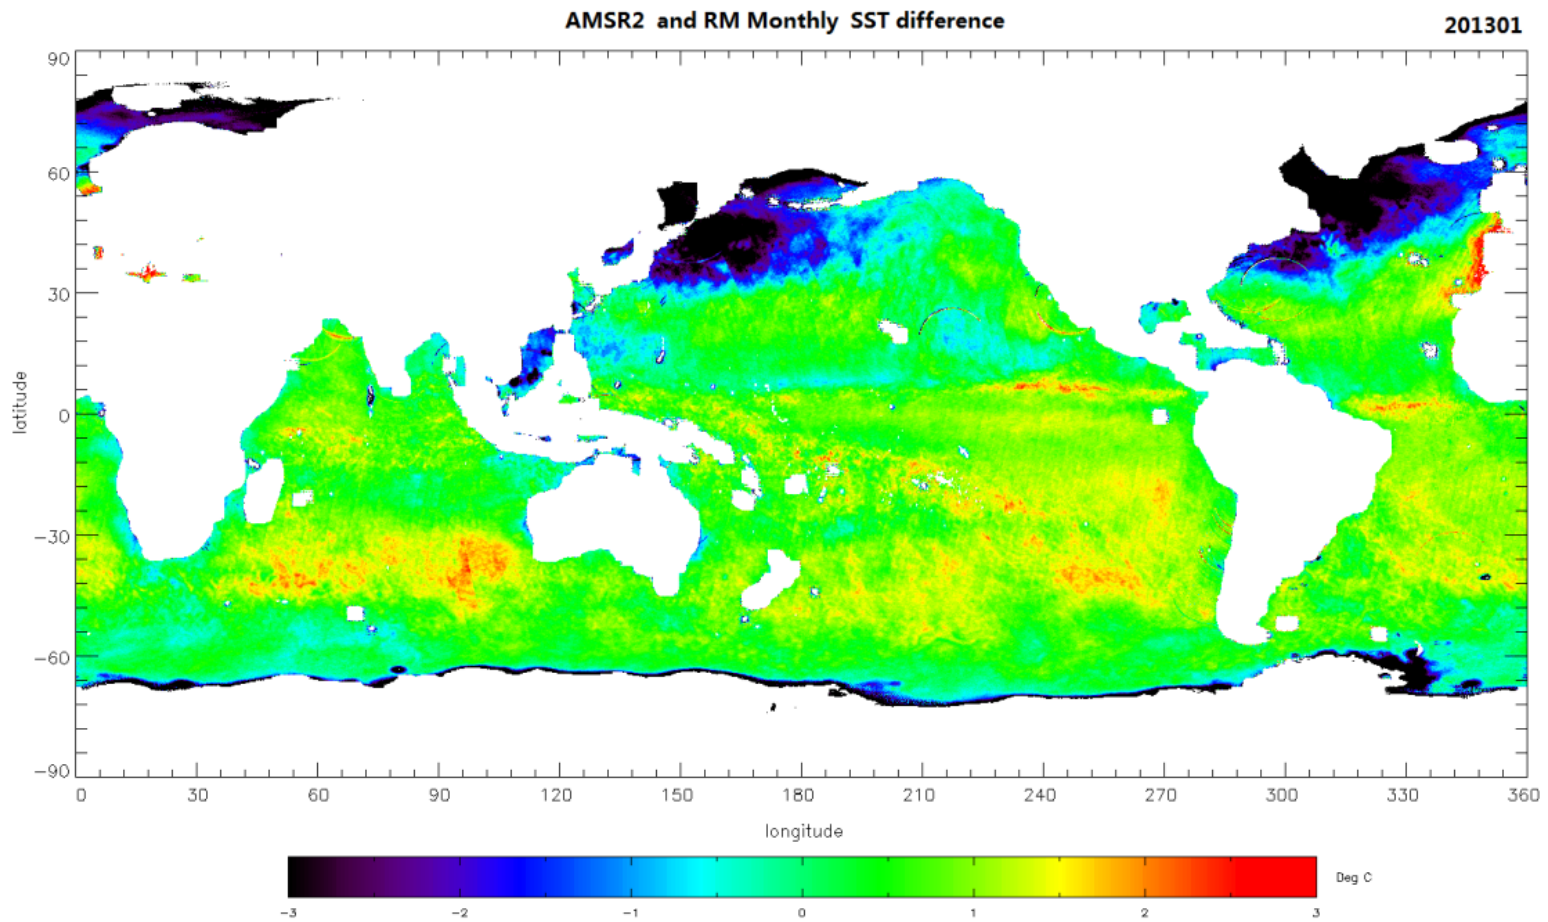 AMSR2 and RM Monthly SST difference
201301
90
60
30
0
−30
−60
−90
latitude
0 30 60 90 120 150 180 210 240 270 300 330 360
longitude
−3 −2 −1 0 1 2 3
Deg C